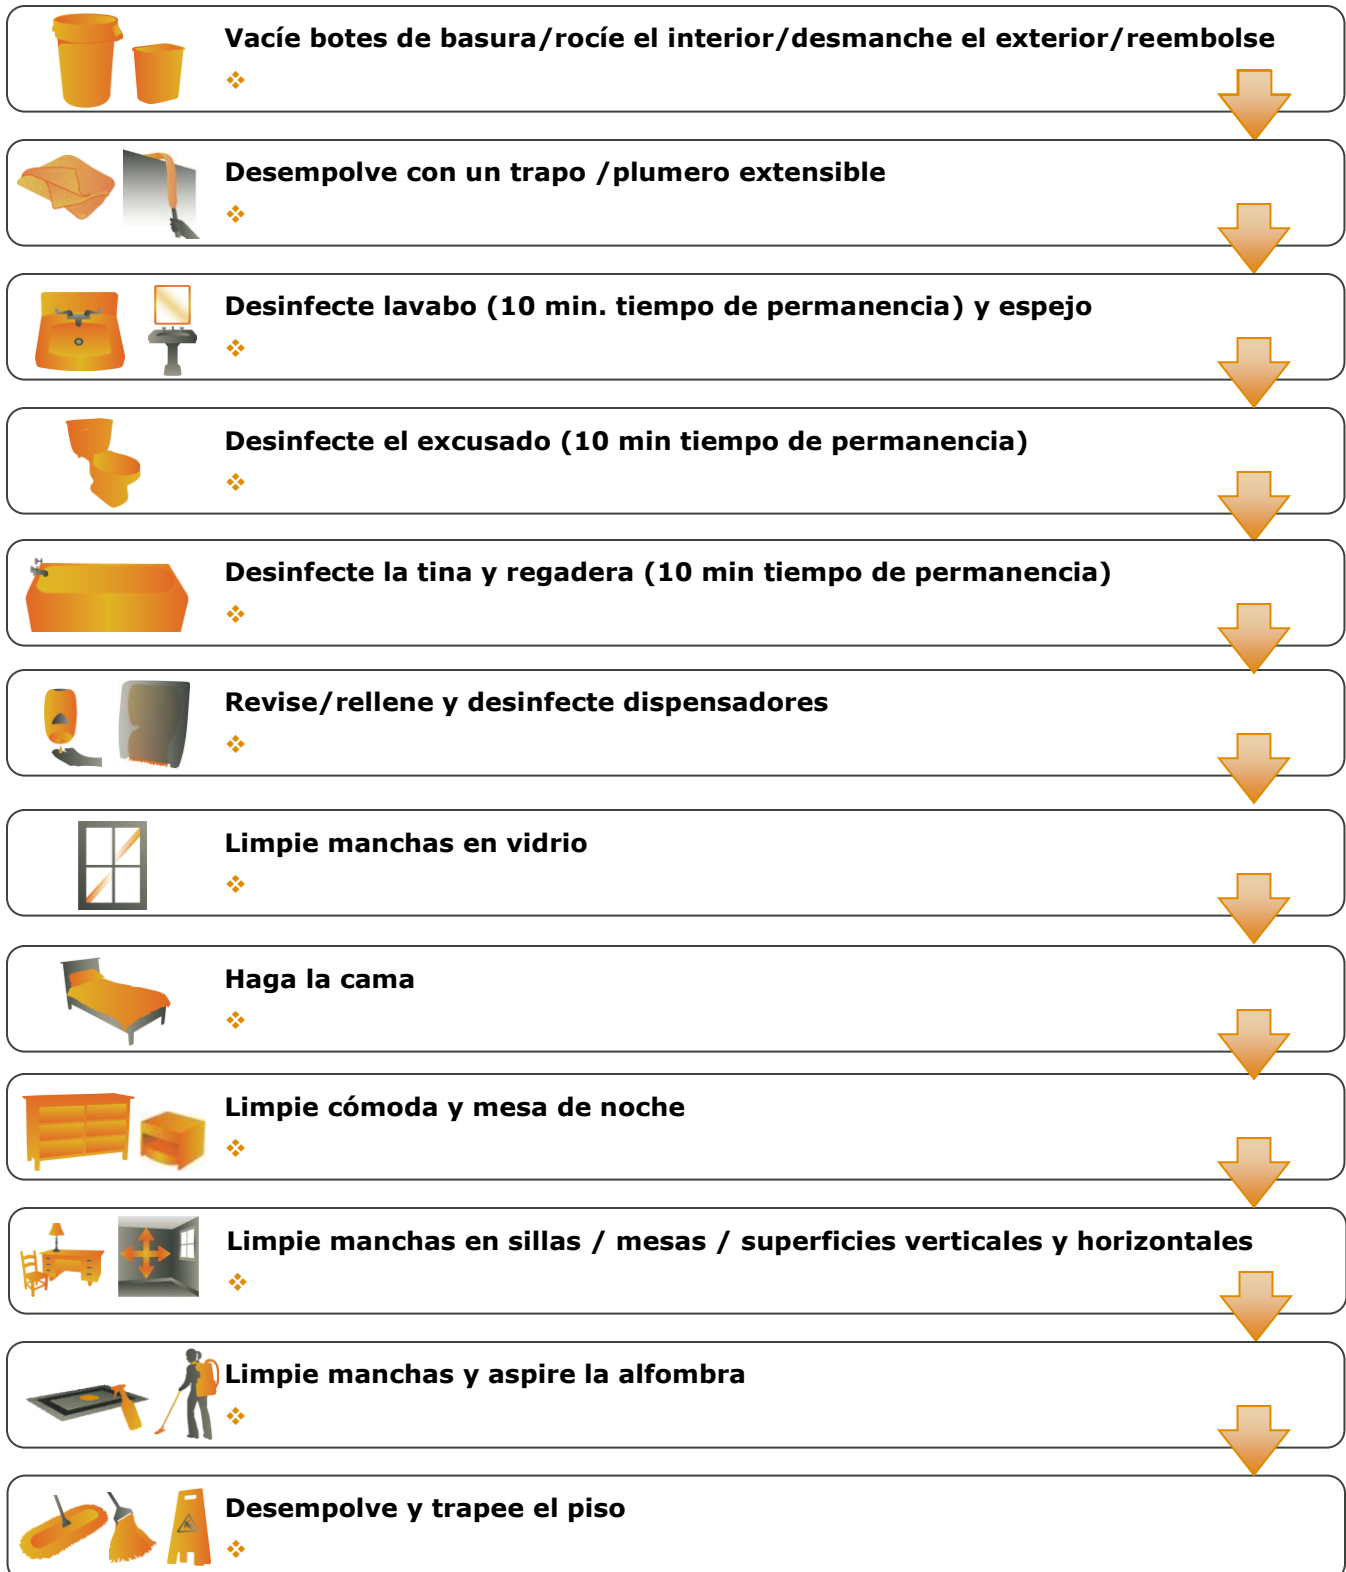 Vacíe botes de basura/rocíe el interior/desmanche el exterior/reembolse
Desempolve con un trapo /plumero extensible
Desinfecte lavabo (10 min. tiempo de permanencia) y espejo
Desinfecte el excusado (10 min tiempo de permanencia)
Desinfecte la tina y regadera (10 min tiempo de permanencia)
Revise/rellene y desinfecte dispensadores
Limpie manchas en vidrio
Haga la cama
Limpie cómoda y mesa de noche
Limpie manchas en sillas / mesas / superficies verticales y horizontales
Limpie manchas y aspire la alfombra
Desempolve y trapee el piso